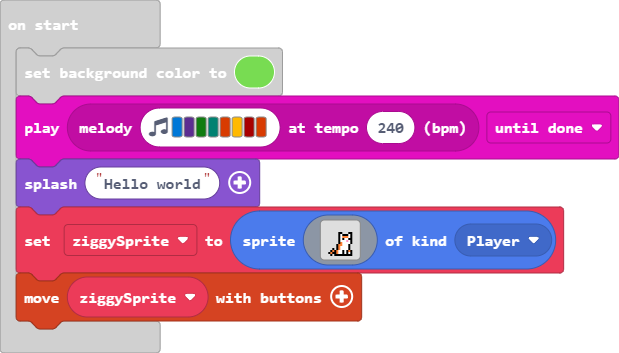 on start
set background color to
play melody at tempo 240 (bpm) until done
splash "Hello world"
set ziggySprite to sprite of kind Player
move ziggySprite with buttons